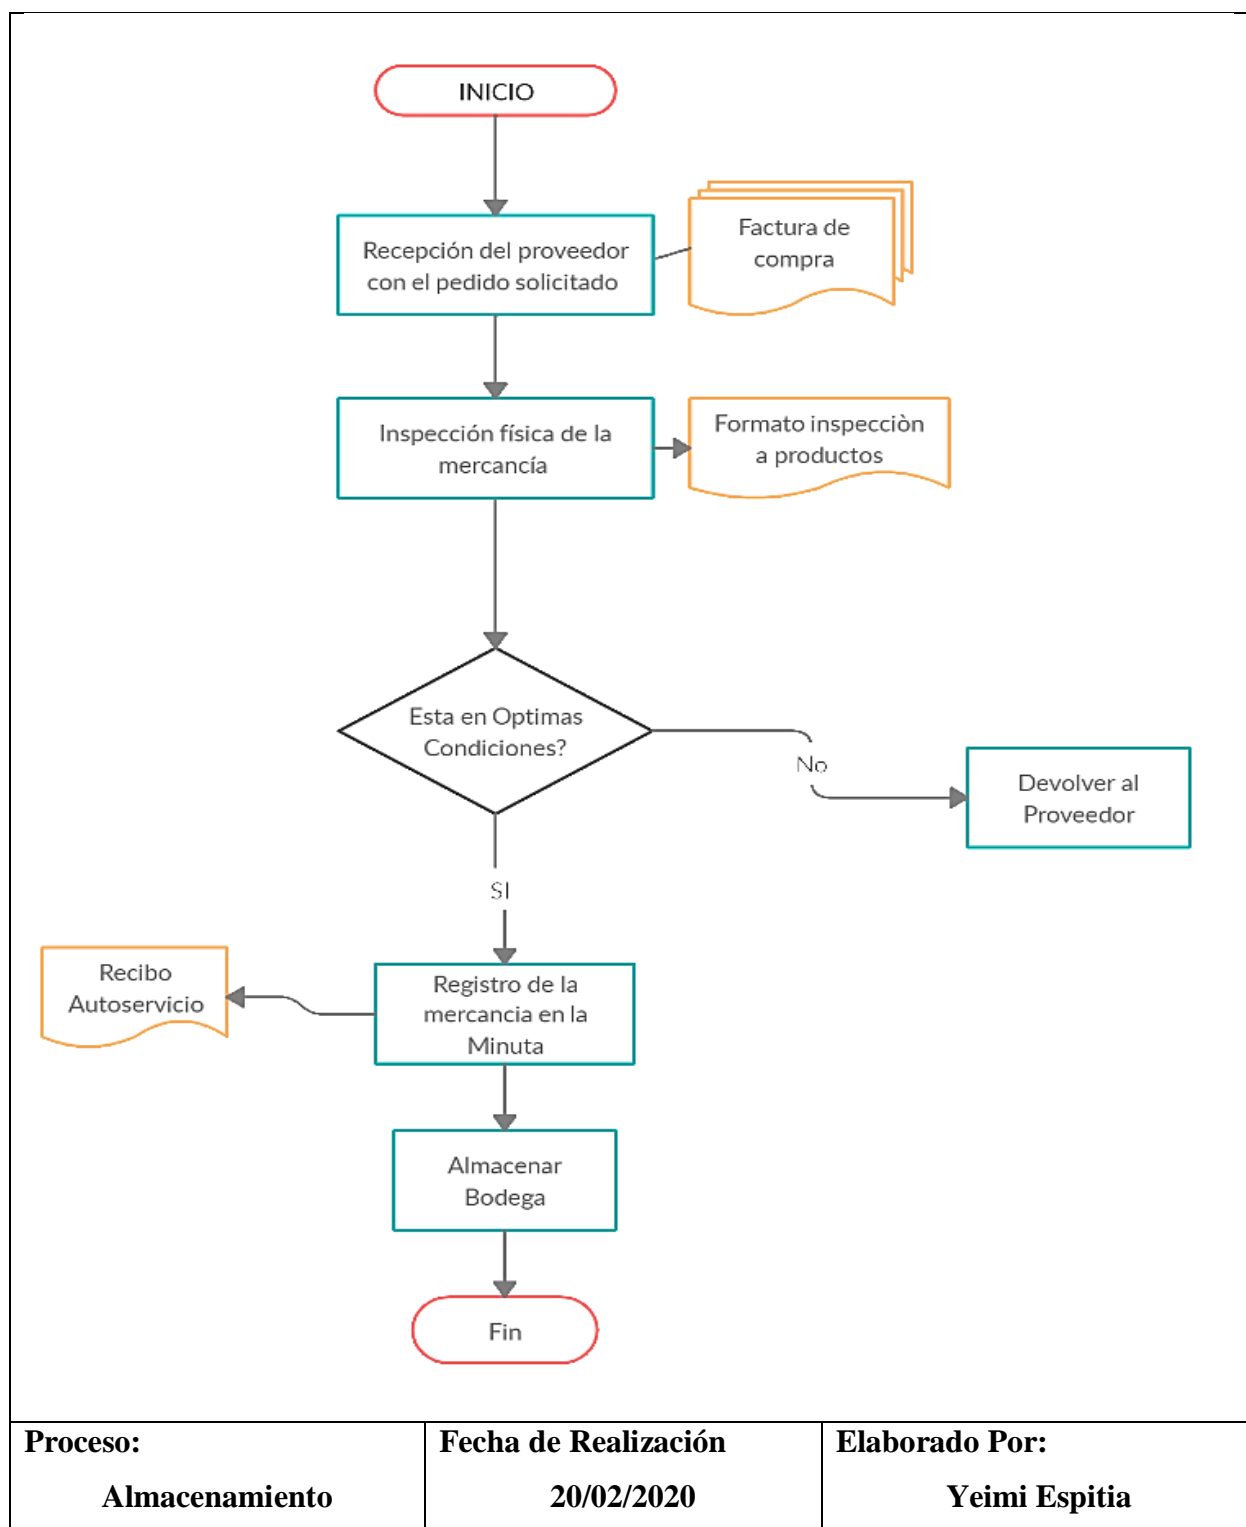 INICIO
Recepción del proveedor
con el pedido solicitado
Factura de
compra
Inspección física de la
mercancía
Formato inspecciòn
a productos
Esta en Optimas
Condiciones?
No
Devolver al
Proveedor
SI
Recibo
Autoservicio
Registro de la
mercancia en la
Minuta
Almacenar
Bodega
Fin
Proceso:
Almacenamiento
Fecha de Realización
20/02/2020
Elaborado Por:
Yeimi Espitia